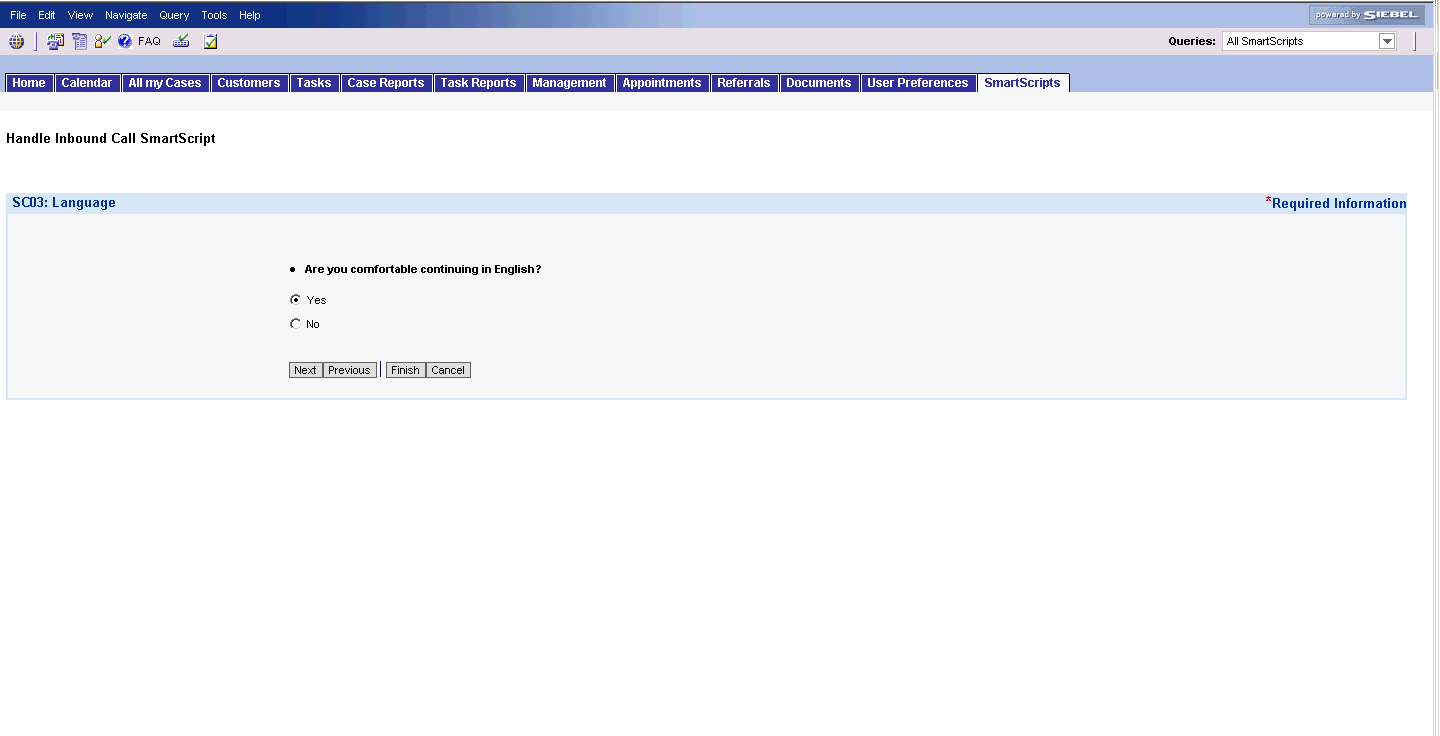 File Edit View Navigate Query Tools Help powered by SIEBEL
FAQ Queries: All SmartScripts
Home Calendar All my Cases Customers Tasks Case Reports Task Reports Management Appointments Referrals Documents User Preferences SmartScripts
Handle Inbound Call SmartScript
SC03: Language *Required Information
• Are you comfortable continuing in English?
Yes
No
Next Previous Finish Cancel